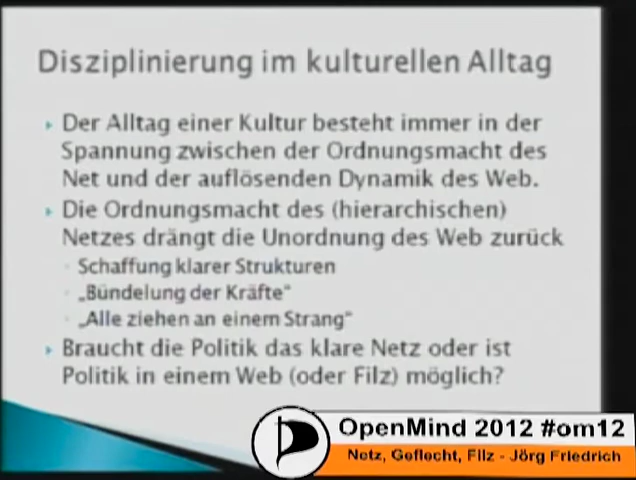 Disziplinierung im kulturellen Alltag
Der Alltag einer Kultur besteht immer in der
Spannung zwischen der Ordnungsmacht des
Net und der auflösenden Dynamik des Web.
Die Ordnungsmacht des (hierarchischen)
Netzes drängt die Unordnung des Web zurück
Schaffung klarer Strukturen
„Bündelung der Kräfte“
„Alle ziehen an einem Strang“
Braucht die Politik das klare Netz oder ist
Politik in einem Web (oder Filz) möglich?
OpenMind 2012 #om12
Netz, Geflecht, Filz - Jörg Friedrich